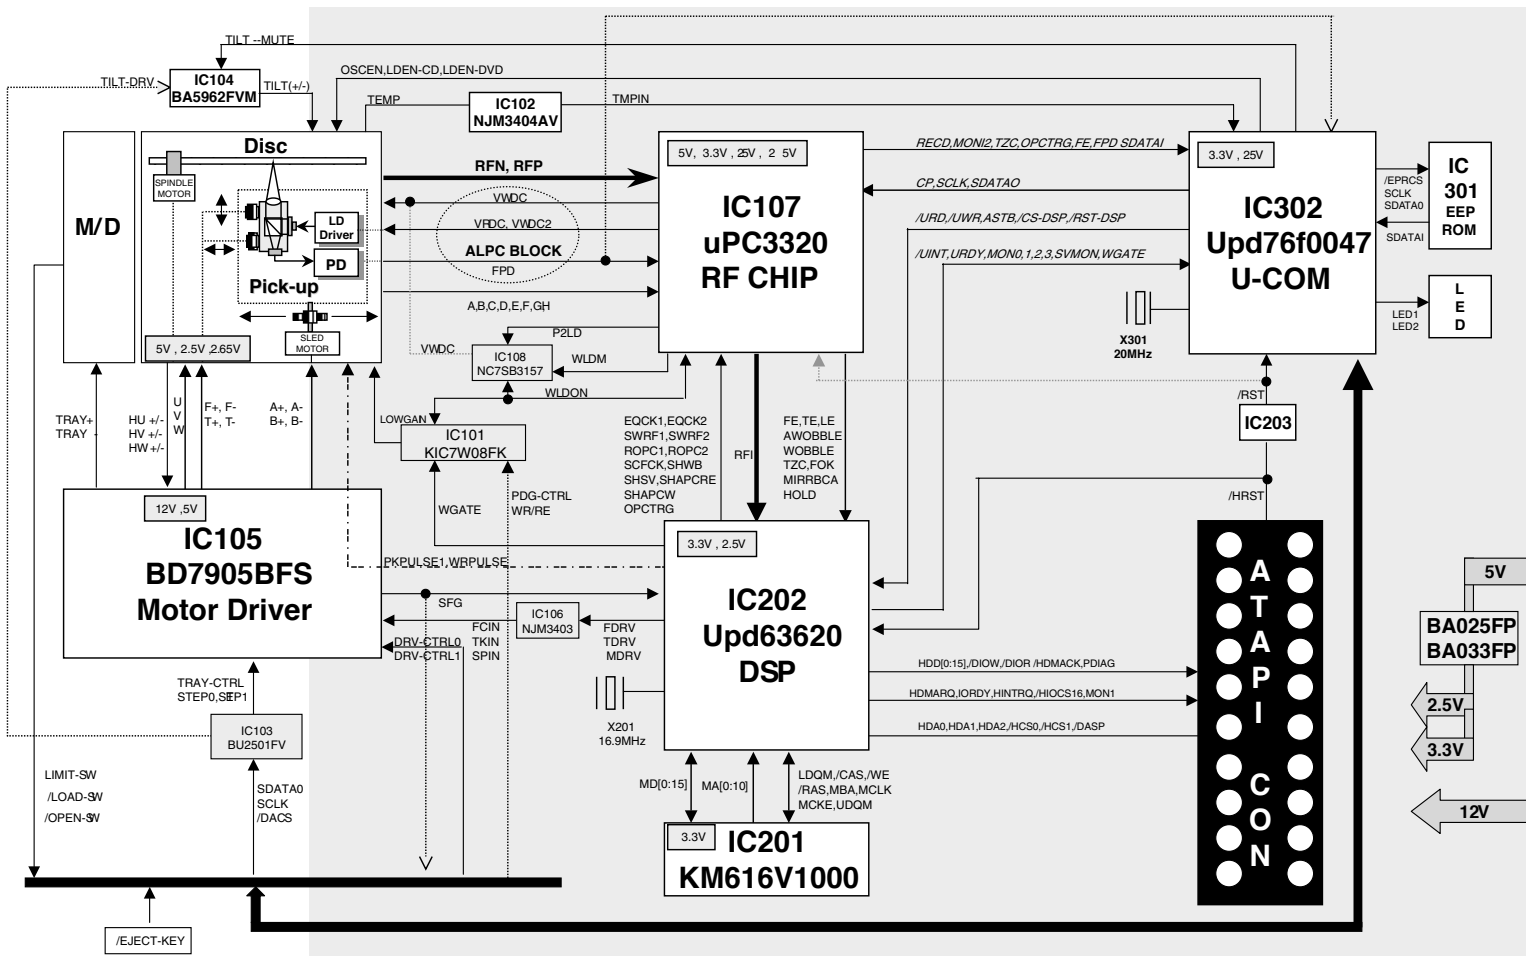 TILT --MUTE
OSCEN,LDEN-CD,LDEN-DVD
TILT-DRV
IC104
BA5962FVM
TILT(+/-)
TEMP
IC102
NJM3404AV
TMPIN
M/D
Disc
SPINDLE
MOTOR
LD
Driver
PD
Pick-up
SLED
MOTOR
5V , 2.5V ,2.65V
RFN, RFP
VWDC
VRDC, VWDC2
ALPC BLOCK
FPD
A,B,C,D,E,F,GH
5V, 3.3V , 25V , 2 5V
IC107
uPC3320
RF CHIP
RECD,MONI2,TZC,OPCTRG,FE,FPD SDATAI
CP,SCLK,SDATAO
/URD,/UWR,ASTB,/CS-DSP,/RST-DSP
/UINT,URDY,MON0,1,2,3,SVMON,WGATE
3.3V , 25V
IC302
Upd76f0047
U-COM
/EPRCS
SCLK
SDATA0
SDATAI
IC
301
EEP
ROM
LED1
LED2
L
E
D
X301
20MHz
P2LD
VWDC
IC108
NC7SB3157
WLDM
WLDON
LOWGAN
IC101
KIC7W08FK
TRAY+
TRAY -
HU +/-
HV +/-
HW +/-
U
V
W
F+, F-
T+, T-
A+, A-
B+, B-
EQCK1,EQCK2
SWRF1,SWRF2
ROPC1,ROPC2
SCFCK,SHWB
SHSV,SHAPCRE
SHAPCW
OPCTRG
RFI
FE,TE,LE
AWOBBLE
WOBBLE
TZC,FOK
MIRRBCA
HOLD
/RST
IC203
/HRST
12V ,5V
IC105
BD7905BFS
Motor Driver
WGATE
PDG-CTRL
WR/RE
PKPULSE1,WRPULSE
SFG
IC106
NJM3403
FCIN
TKIN
SPIN
DRV-CTRL0
DRV-CTRL1
FDRV
TDRV
MDRV
3.3V , 2.5V
IC202
Upd63620
DSP
X201
16.9MHz
HDD[0:15],/DIOW,/DIOR /HDMACK,PDIAG
HDMARQ,IORDY,HINTRQ,/HIOCS16,MON1
HDA0,HDA1,HDA2,/HCS0,/HCS1,/DASP
A
T
A
P
I
C
O
N
5V
BA025FP
BA033FP
2.5V
3.3V
12V
TRAY-CTRL
STEP0,STEP1
IC103
BU2501FV
LIMIT-SW
/LOAD-SW
/OPEN-SW
SDATA0
SCLK
/DACS
MD[0:15]
MA[0:10]
LDQM,/CAS,/WE
/RAS,MBA,MCLK
MCKE,UDQM
3.3V
IC201
KM616V1000
/EJECT-KEY